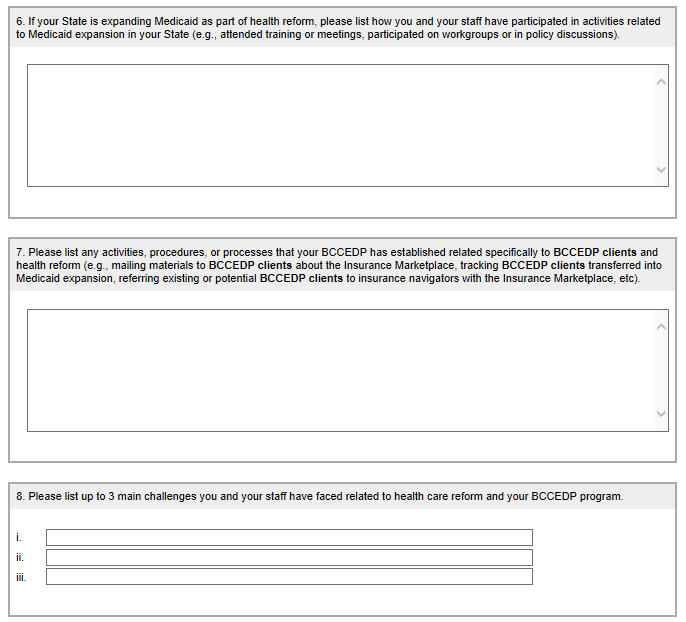 6. If your State is expanding Medicaid as part of health reform, please list how you and your staff have participated in activities related
to Medicaid expansion in your State (e.g., attended training or meetings, participated on workgroups or in policy discussions).
7. Please list any activities, procedures, or processes that your BCCEDP has established related specifically to BCCEDP clients and
health reform (e.g., mailing materials to BCCEDP clients about the Insurance Marketplace, tracking BCCEDP clients transferred into
Medicaid expansion, referring existing or potential BCCEDP clients to insurance navigators with the Insurance Marketplace, etc).
8. Please list up to 3 main challenges you and your staff have faced related to health care reform and your BCCEDP program.
i.
ii.
iii.